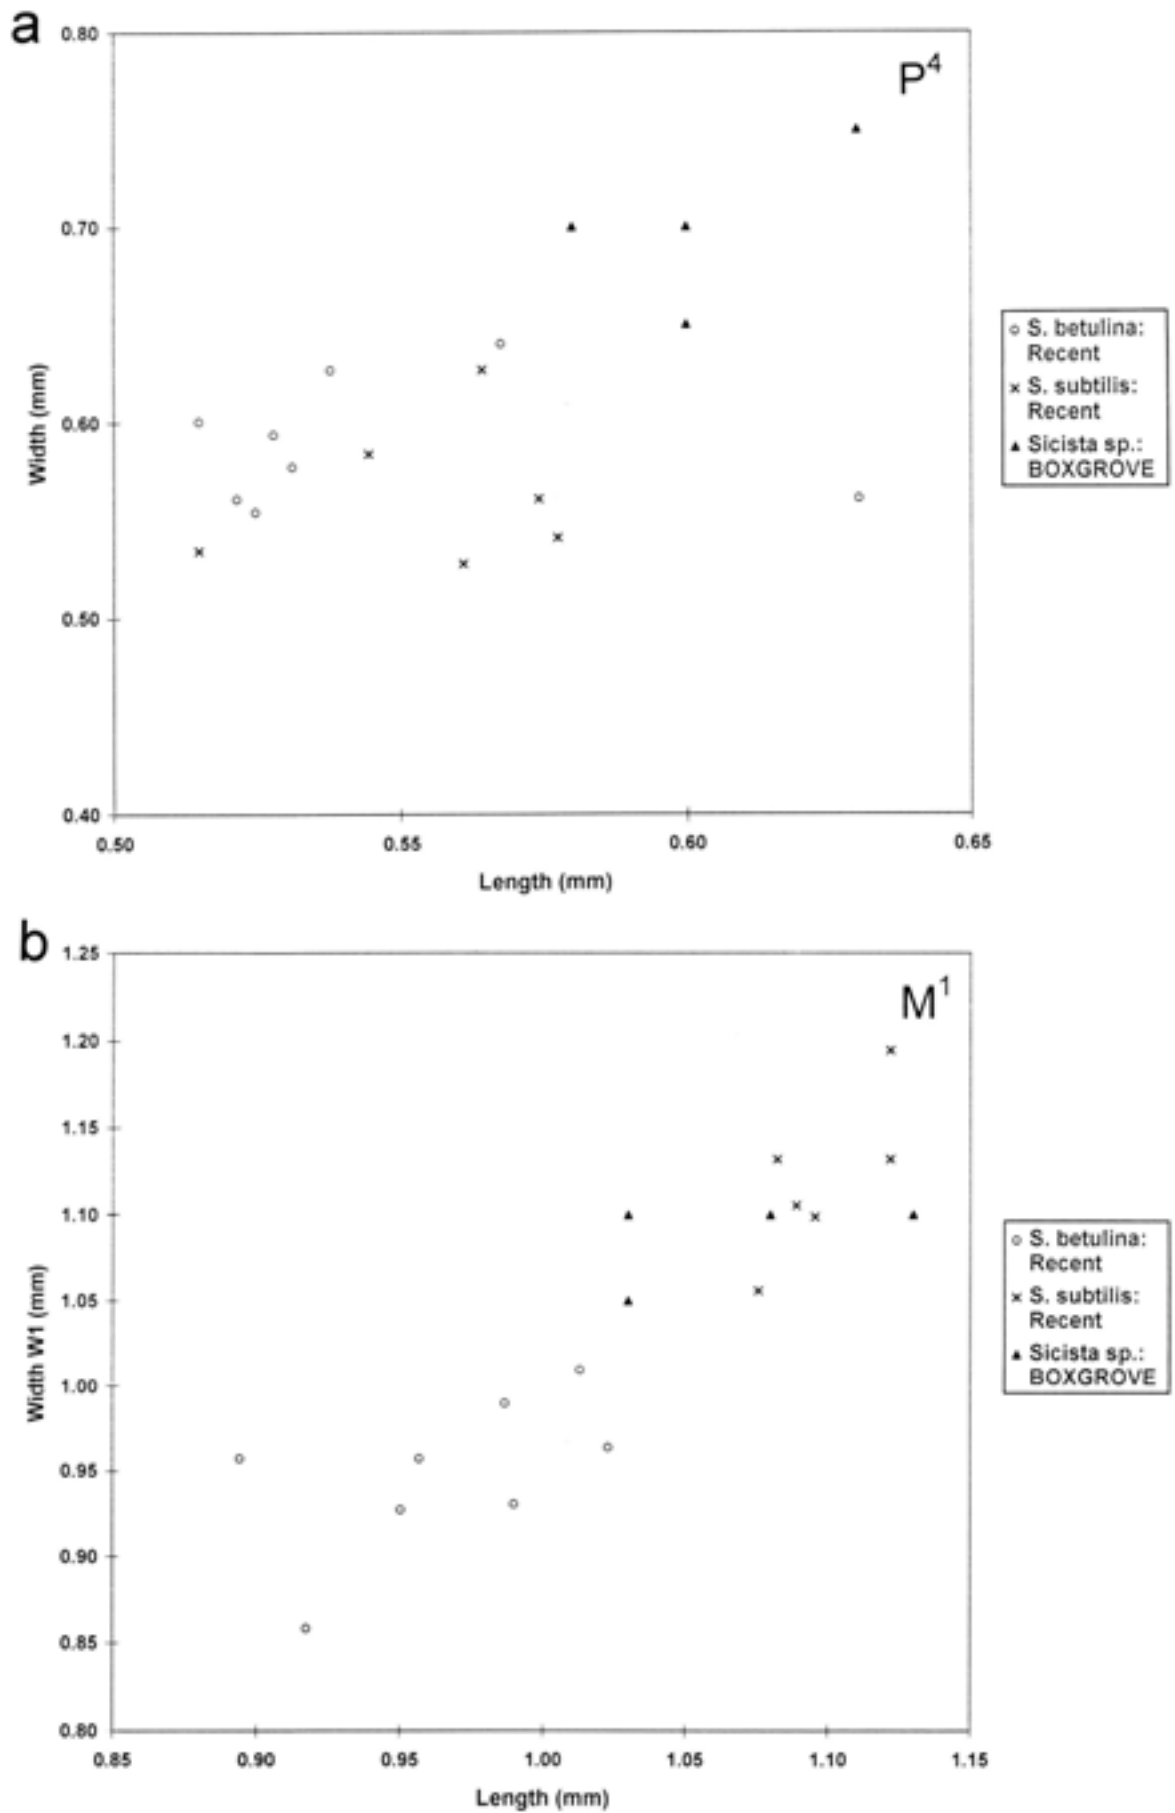 a
0.80
P⁴
0.70
0.60
0.50
0.40
Width (mm)
0.50 0.55 0.60 0.65
Length (mm)
S. betulina:
Recent
S. subtilis:
Recent
Sicista sp.:
BOXGROVE
b
1.25
M¹
1.20
1.15
1.10
1.05
1.00
0.95
0.90
0.85
0.80
Width W1 (mm)
0.85 0.90 0.95 1.00 1.05 1.10 1.15
Length (mm)
S. betulina:
Recent
S. subtilis:
Recent
Sicista sp.:
BOXGROVE